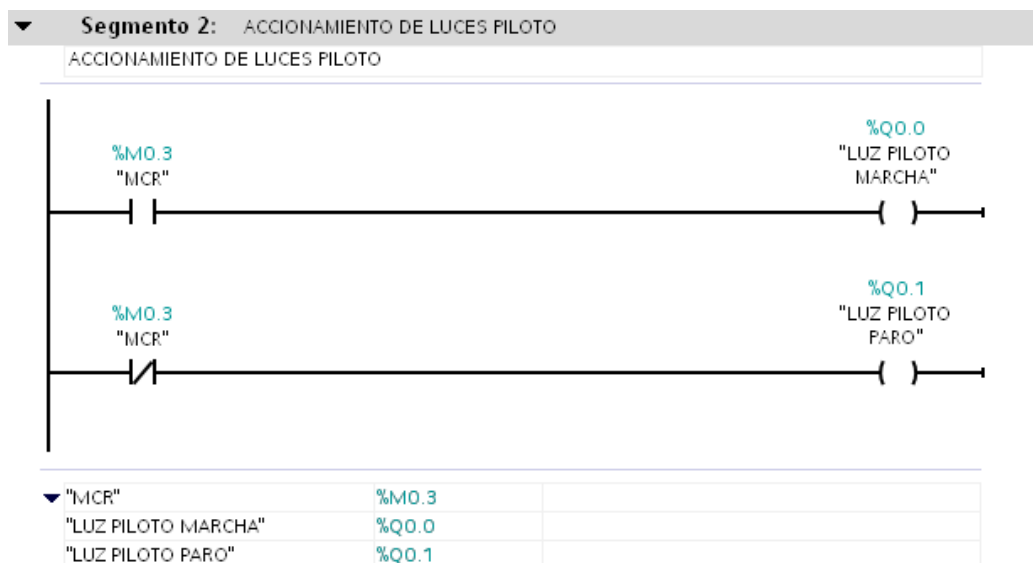 Segmento 2: ACCIONAMIENTO DE LUCES PILOTO
ACCIONAMIENTO DE LUCES PILOTO
%M0.3
"MCR"
%Q0.0
"LUZ PILOTO
MARCHA"
%M0.3
"MCR"
%Q0.1
"LUZ PILOTO
PARO"
"MCR" %M0.3
"LUZ PILOTO MARCHA" %Q0.0
"LUZ PILOTO PARO" %Q0.1